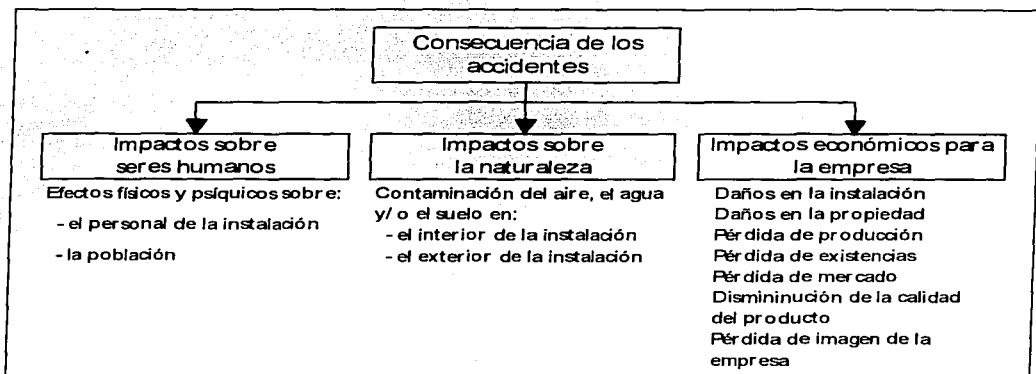 Consecuencia de los
accidentes
Impactos sobre
seres humanos
Efectos físicos y psíquicos sobre:
- el personal de la instalación
- la población
Impactos sobre
la naturaleza
Contaminación del aire, el agua
y/ o el suelo en:
- el interior de la instalación
- el exterior de la instalación
Impactos económicos para
la empresa
Daños en la instalación
Daños en la propiedad
Pérdida de producción
Pérdida de existencias
Pérdida de mercado
Dismininución de la calidad
del producto
Pérdida de imagen de la
empresa